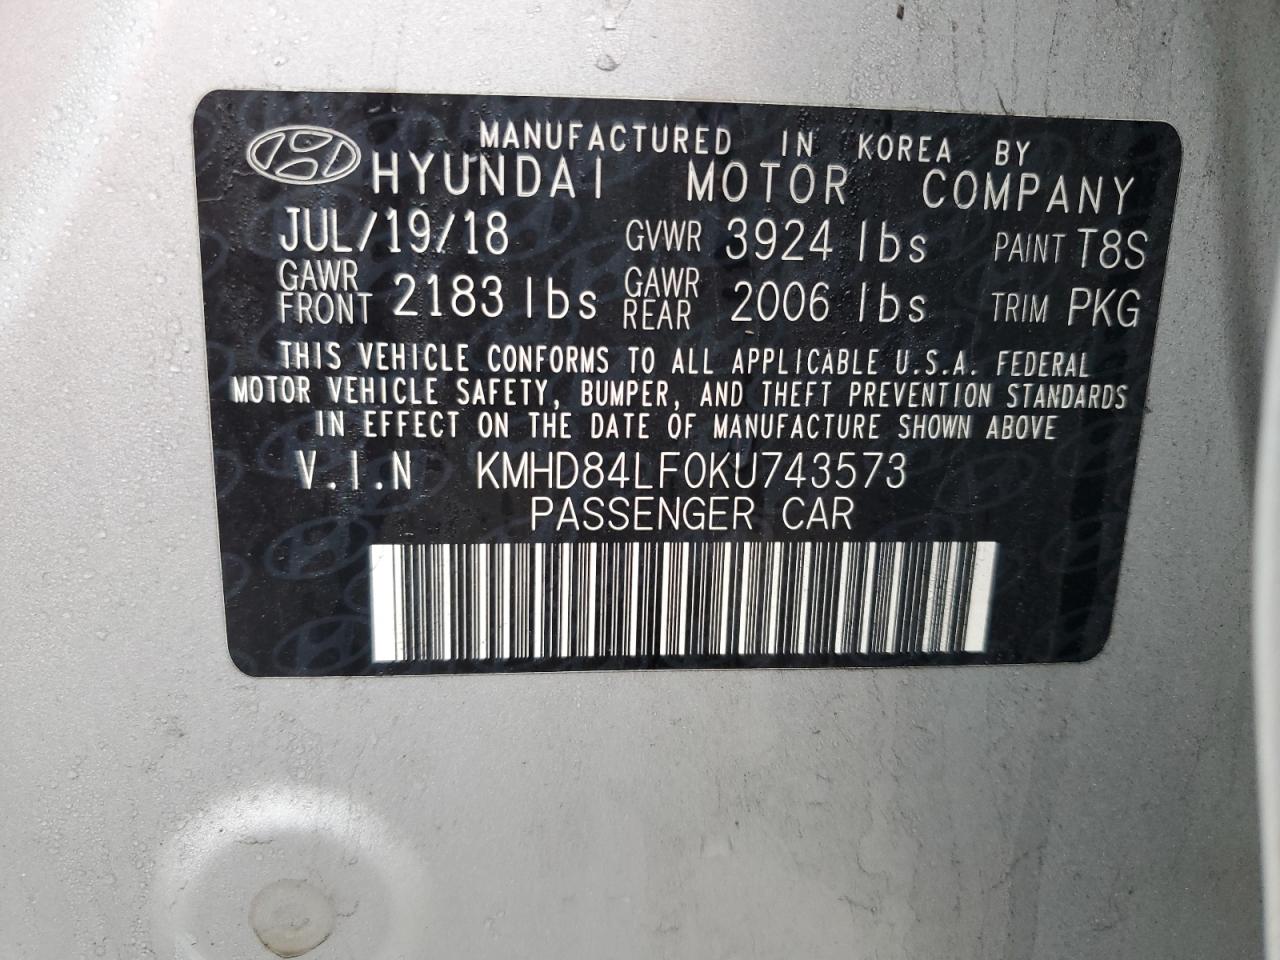 MANUFACTURED IN KOREA BY
HYUNDAI MOTOR COMPANY
JUL/19/18 GVWR 3924 lbs PAINT T8S
GAWR FRONT 2183 lbs GAWR REAR 2006 lbs TRIM PKG
THIS VEHICLE CONFORMS TO ALL APPLICABLE U.S.A. FEDERAL
MOTOR VEHICLE SAFETY, BUMPER, AND THEFT PREVENTION STANDARDS
IN EFFECT ON THE DATE OF MANUFACTURE SHOWN ABOVE
V.I.N KMHD84LF0KU743573
PASSENGER CAR